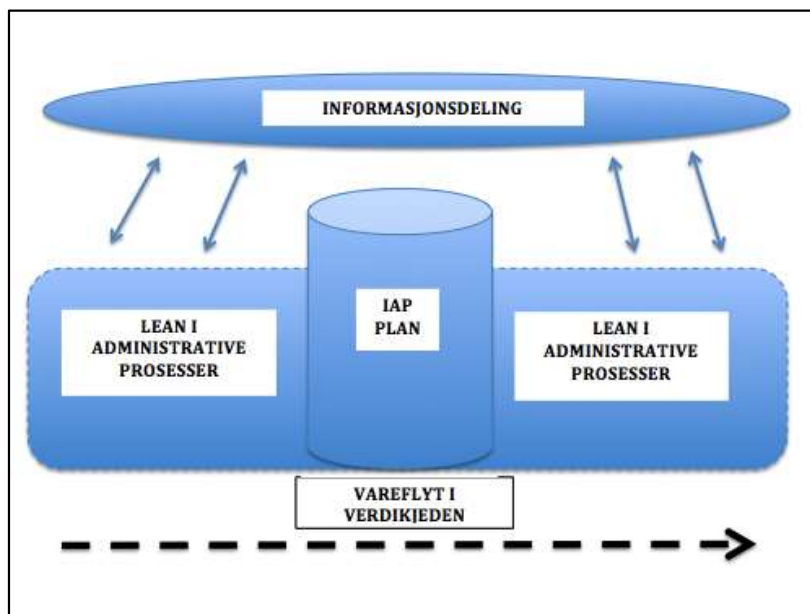 INFORMASJONSDELING
IAP
PLAN
LEAN I
ADMINISTRATIVE
PROSESSER
LEAN I
ADMINISTRATIVE
PROSESSER
VAREFLYT I
VERDIKJEDEN